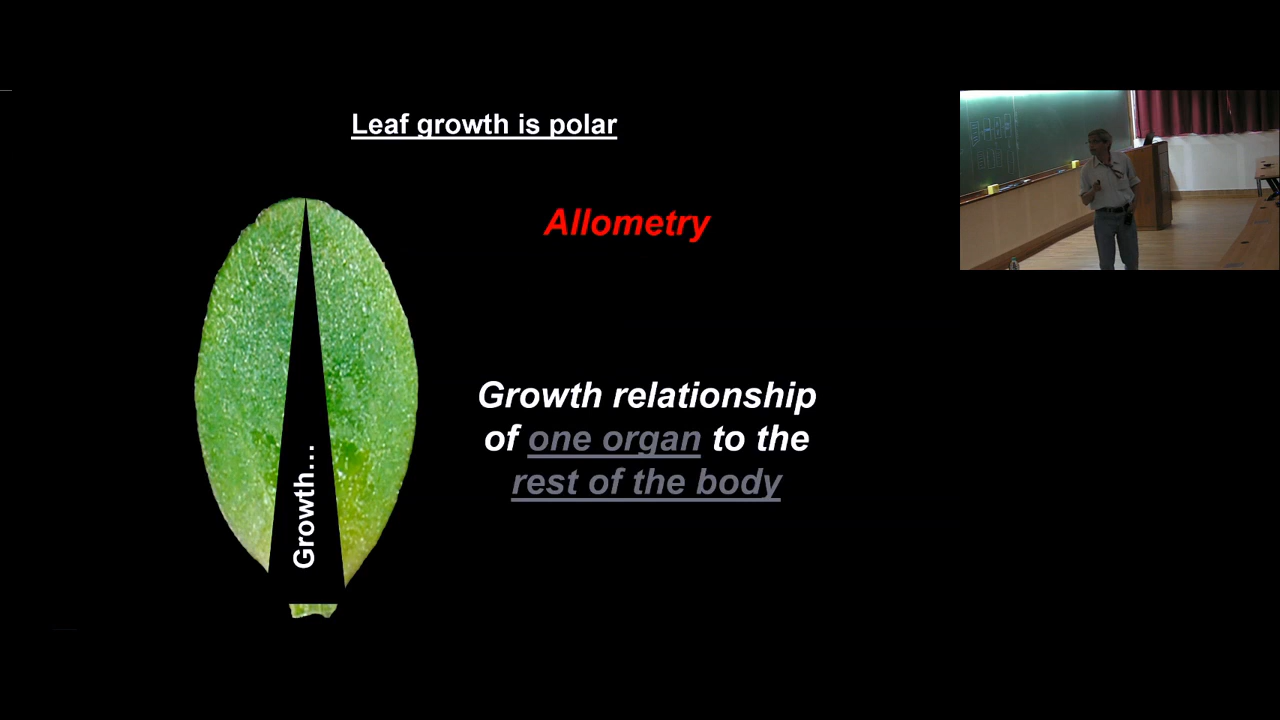 Leaf growth is polar
Allometry
Growth relationship
of one organ to the
rest of the body
Growth...